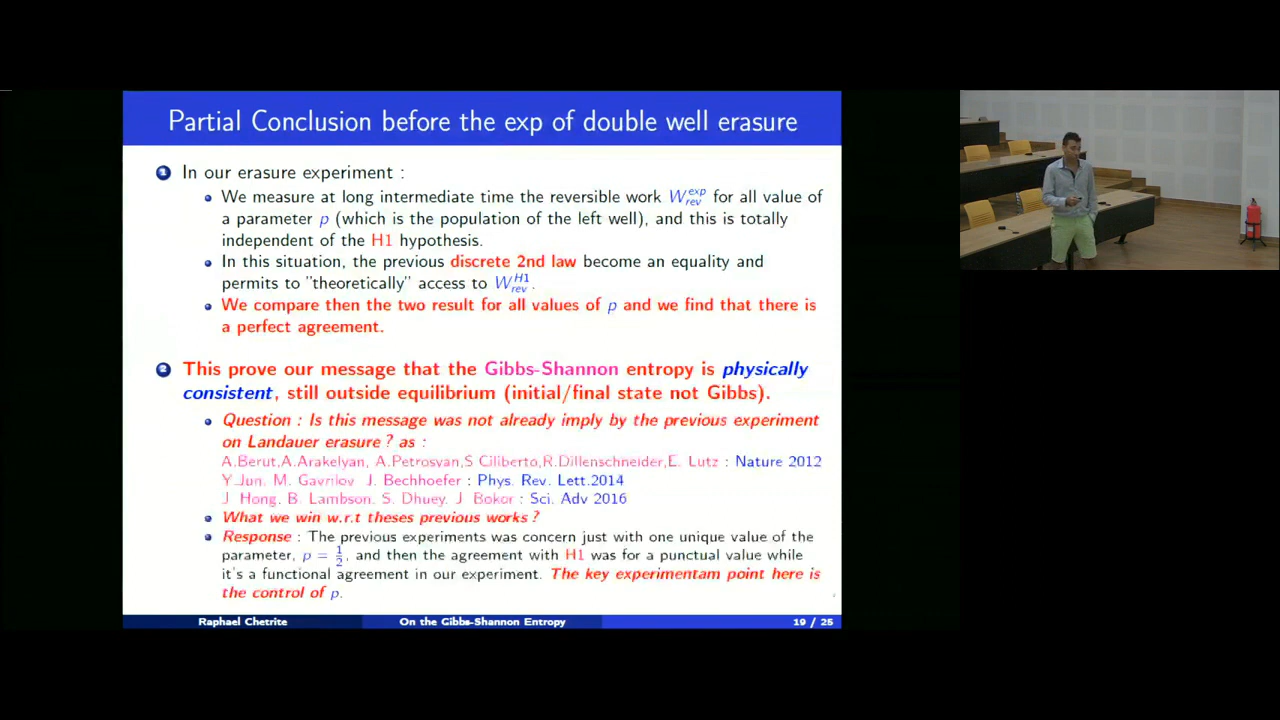 Partial Conclusion before the exp of double well erasure
1 In our erasure experiment :
We measure at long intermediate time the reversible work W_rev^exp for all value of
a parameter p (which is the population of the left well), and this is totally
independent of the H1 hypothesis.
In this situation, the previous discrete 2nd law become an equality and
permits to "theoretically" access to W_rev^H1.
We compare then the two result for all values of p and we find that there is
a perfect agreement.
2 This prove our message that the Gibbs-Shannon entropy is physically
consistent, still outside equilibrium (initial/final state not Gibbs).
Question : Is this message was not already imply by the previous experiment
on Landauer erasure ? as :
A.Berut,A.Arakelyan, A.Petrosyan,S Ciliberto,R.Dillenschneider,E. Lutz : Nature 2012
Y.Jun, M. Gavrilov J. Bechhoefer : Phys. Rev. Lett.2014
J Hong, B. Lambson, S. Dhuey, J Bokor : Sci. Adv 2016
What we win w.r.t theses previous works ?
Response : The previous experiments was concern just with one unique value of the
parameter, p = 1/2, and then the agreement with H1 was for a punctual value while
it's a functional agreement in our experiment. The key experimentam point here is
the control of p.
Raphael Chetrite On the Gibbs-Shannon Entropy 19 / 25